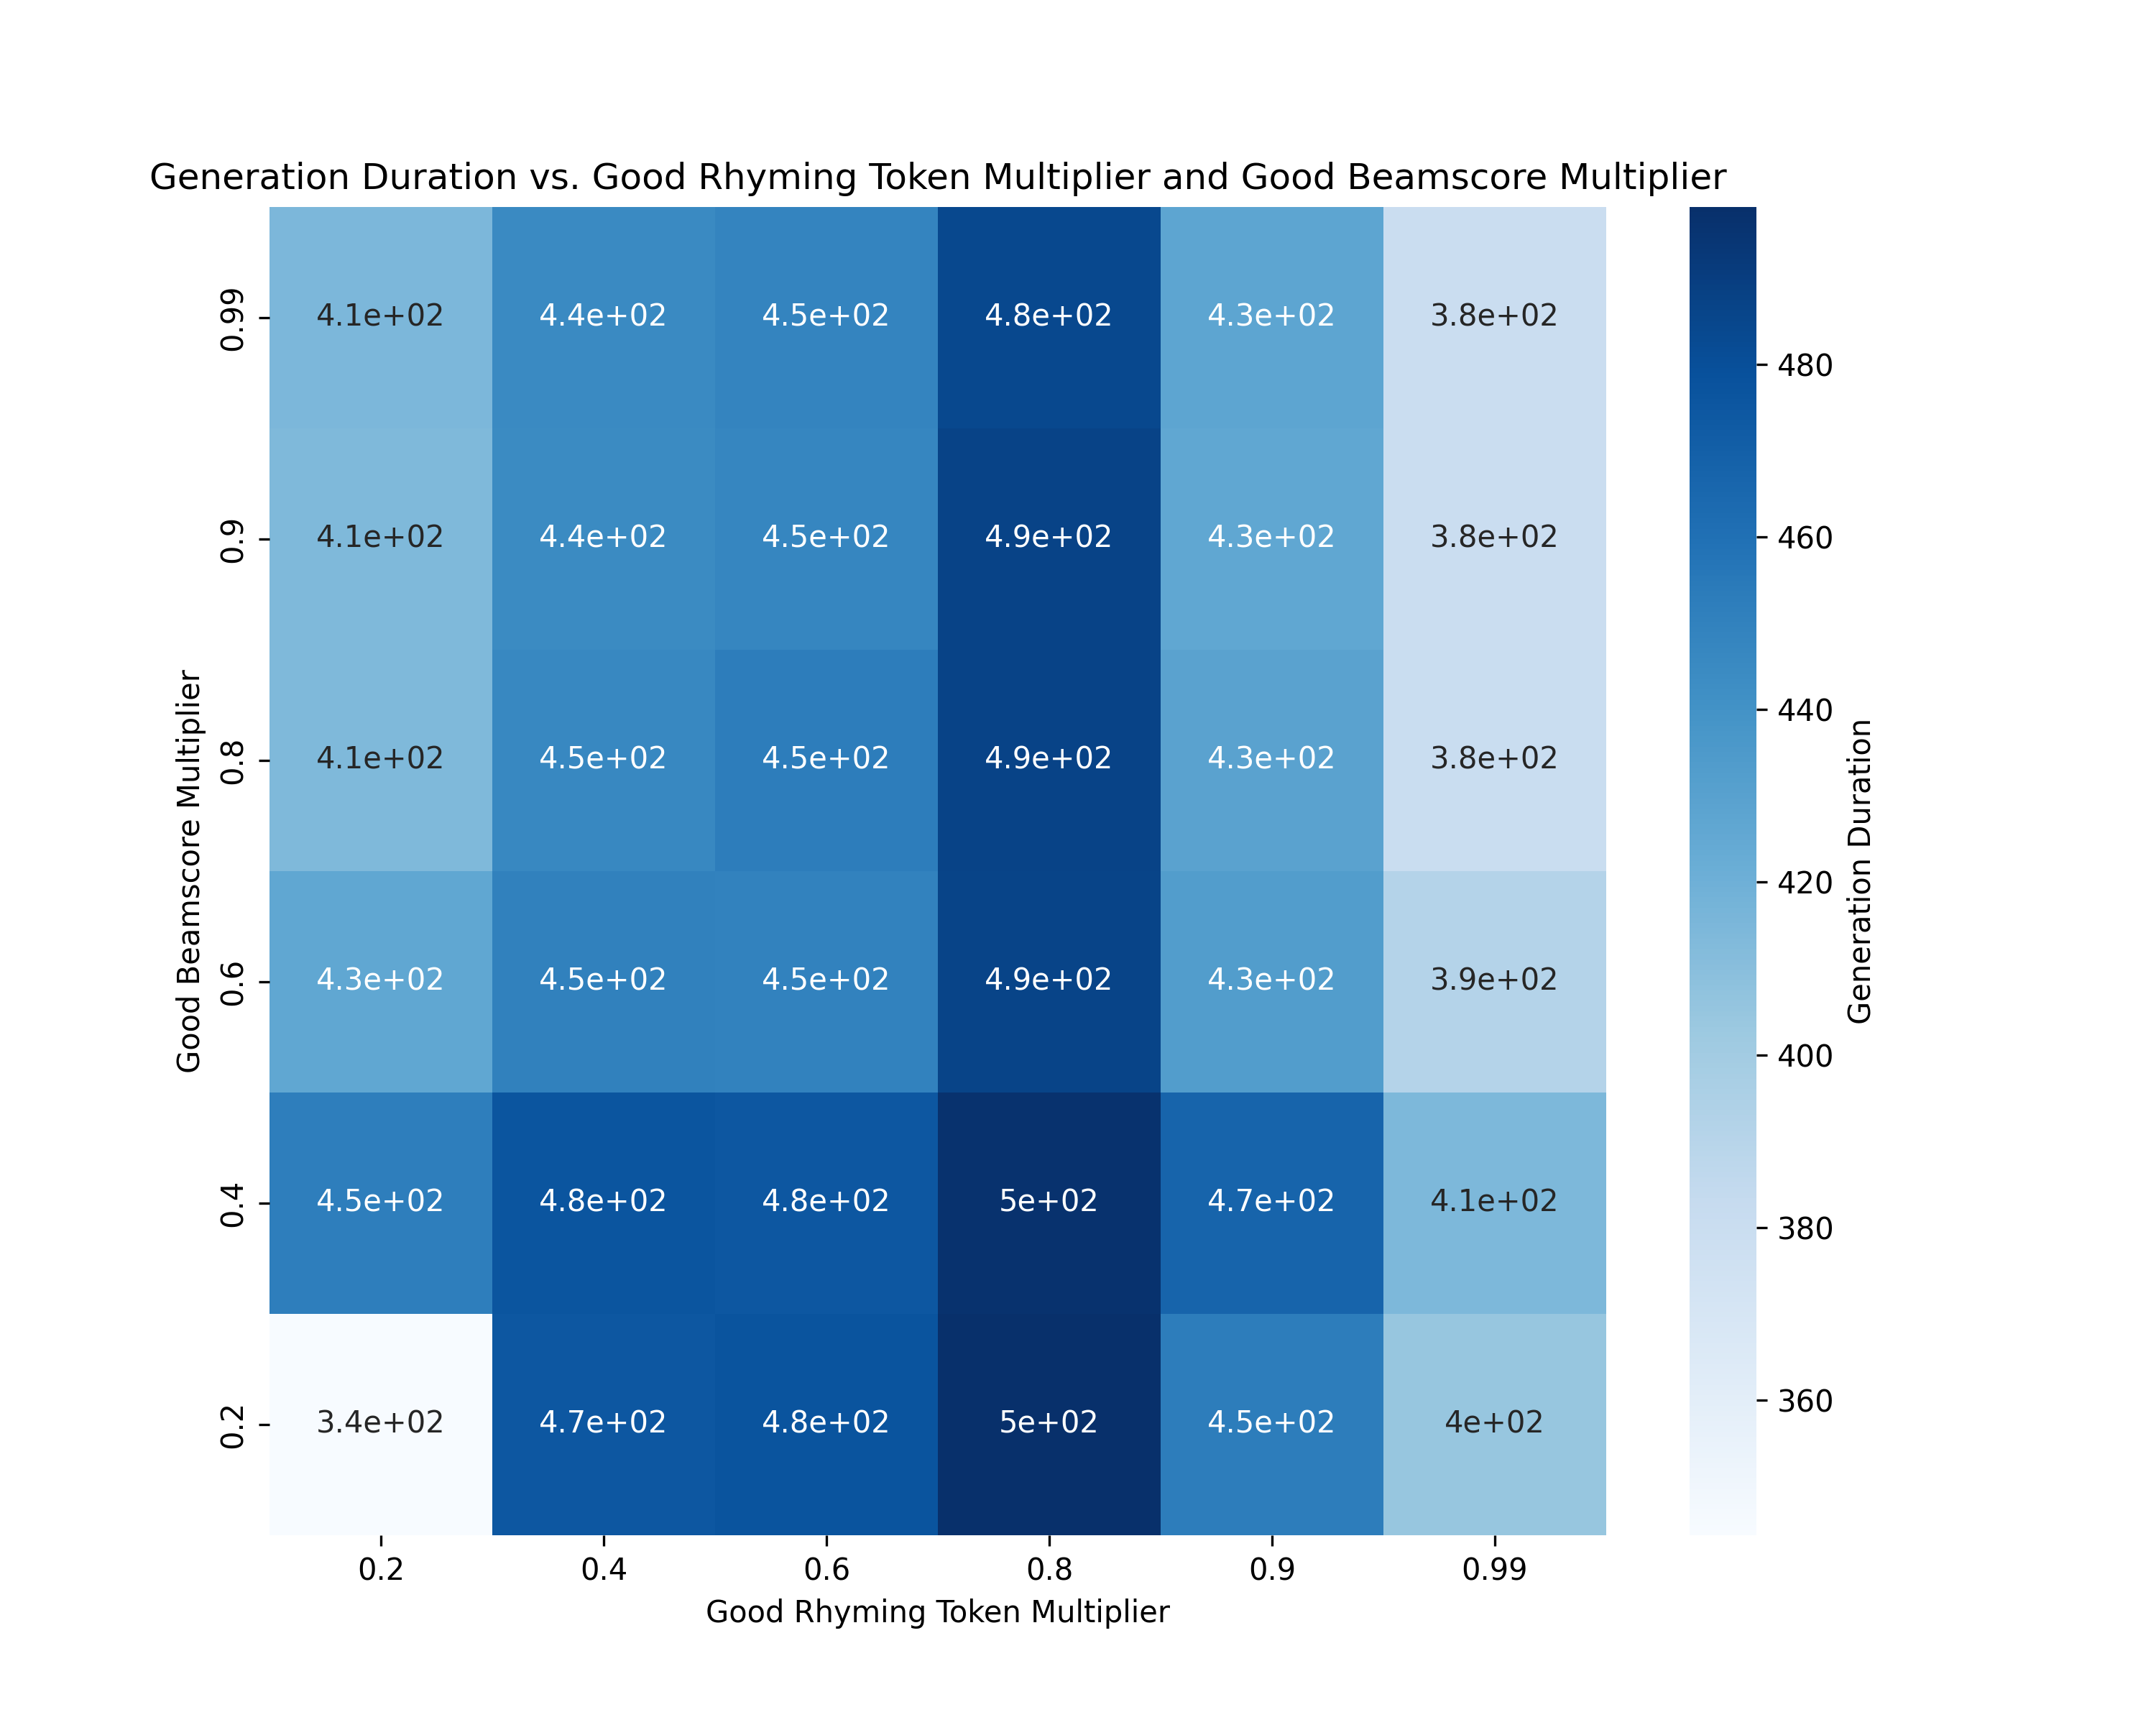 Generation Duration vs. Good Rhyming Token Multiplier and Good Beamscore Multiplier
0.99
4.1e+02 4.4e+02 4.5e+02 4.8e+02 4.3e+02 3.8e+02
0.9
4.1e+02 4.4e+02 4.5e+02 4.9e+02 4.3e+02 3.8e+02
0.8
4.1e+02 4.5e+02 4.5e+02 4.9e+02 4.3e+02 3.8e+02
0.6
4.3e+02 4.5e+02 4.5e+02 4.9e+02 4.3e+02 3.9e+02
0.4
4.5e+02 4.8e+02 4.8e+02 5e+02 4.7e+02 4.1e+02
0.2
3.4e+02 4.7e+02 4.8e+02 5e+02 4.5e+02 4e+02
Good Beamscore Multiplier
0.2 0.4 0.6 0.8 0.9 0.99
Good Rhyming Token Multiplier
480
460
440
420
400
380
360
Generation Duration